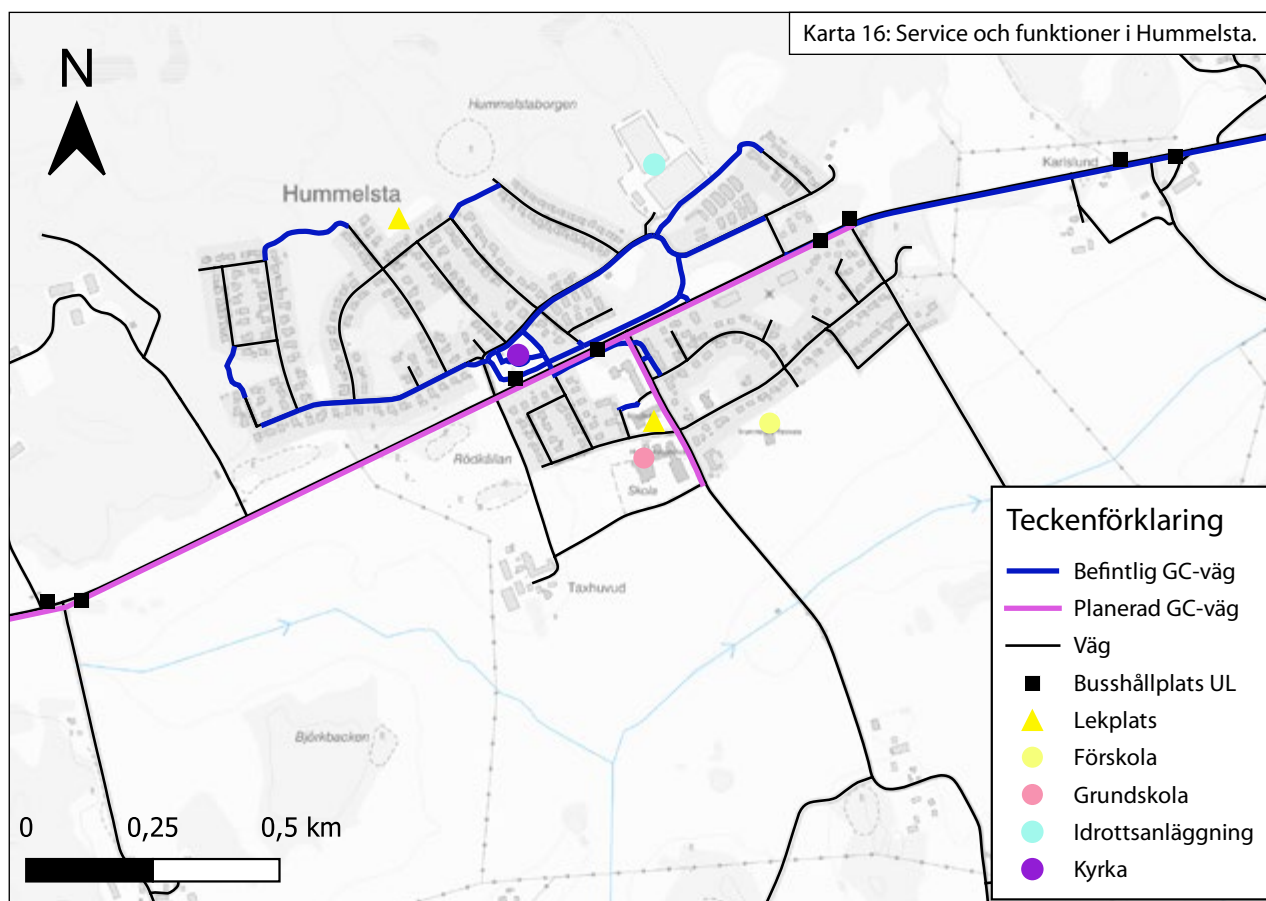 Karta 16: Service och funktioner i Hummelsta.
N
Hummelstaborgen
Karlslund
Hummelsta
Rödkällan
Skola
Taxhuvud
Björkbacken
0 0,25 0,5 km
Teckenförklaring
Befintlig GC-väg
Planerad GC-väg
Väg
Busshållplats UL
Lekplats
Förskola
Grundskola
Idrottsanläggning
Kyrka